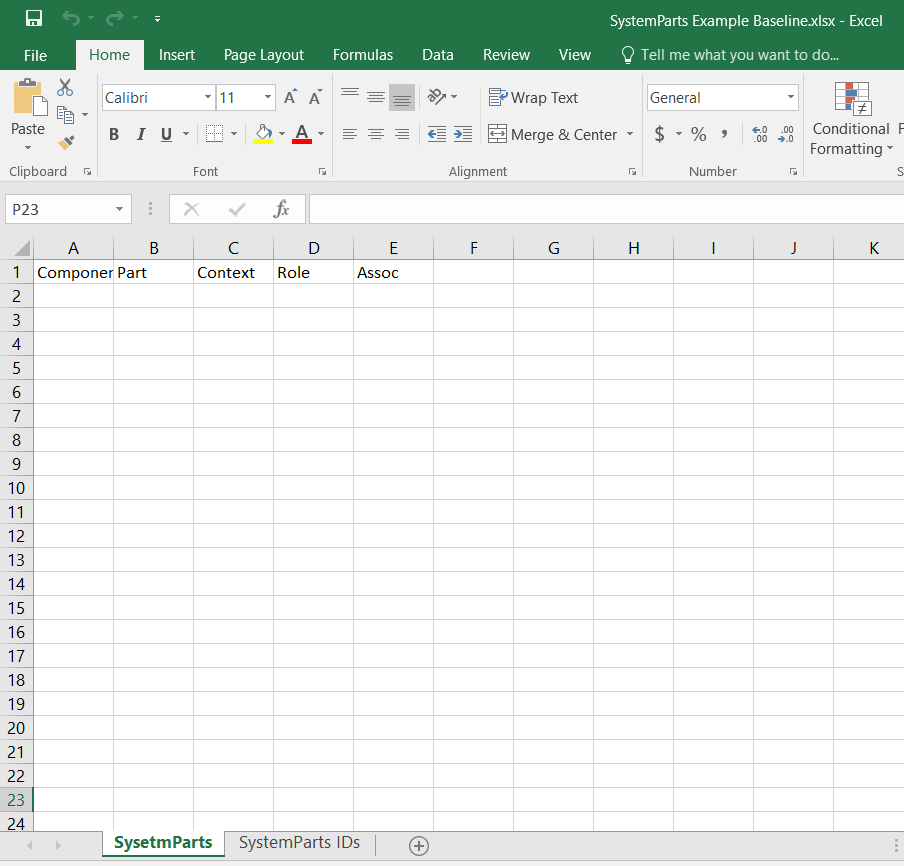 SystemParts Example Baseline.xlsx - Excel
File Home Insert Page Layout Formulas Data Review View Tell me what you want to do...
Calibri 11 Wrap Text General
Paste B I U A Merge & Center $ % , Conditional
Formatting
Clipboard Font Alignment Number S
P23 fx
A B C D E F G H I J K
1 Componen Part Context Role Assoc
2
3
4
5
6
7
8
9
10
11
12
13
14
15
16
17
18
19
20
21
22
23
24
SysetmParts SystemParts IDs